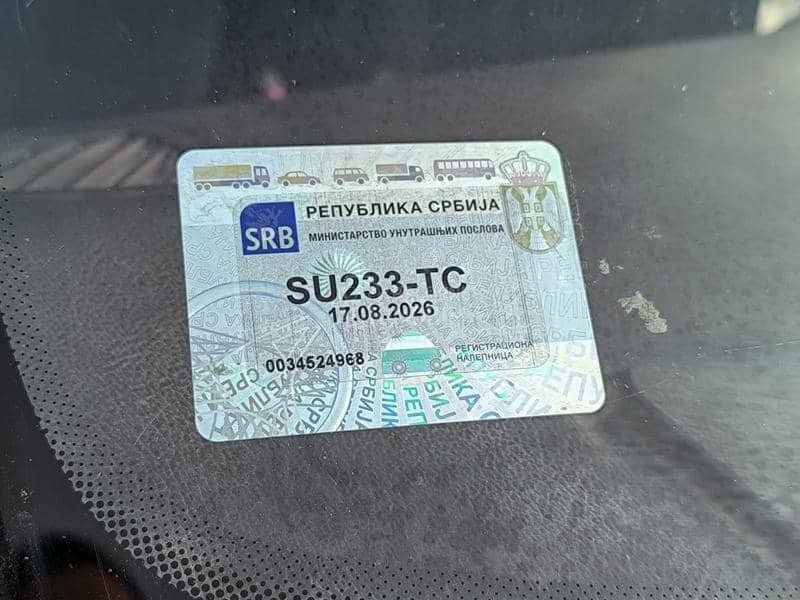 РЕПУБЛИКА СРБИЈА
SRB
МИНИСТАРСТВО УНУТРАШЊИХ ПОСЛОВА
SU233-TC
17.08.2026
0034524968
РЕГИСТРАЦИОНА
НАЛЕПНИЦА